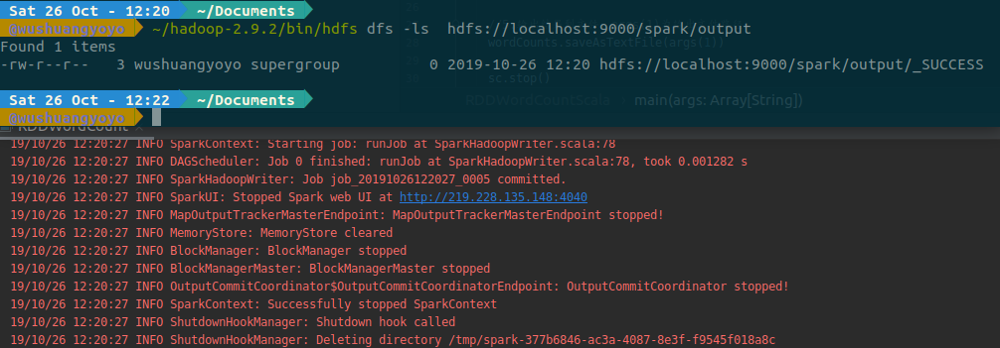 Sat 26 Oct - 12:20 ~/Documents
@wushuangyoyo ~/hadoop-2.9.2/bin/hdfs dfs -ls hdfs://localhost:9000/spark/output
wordCounts.saveAsTextFile(args(1))
Found 1 items
-rw-r--r-- 3 wushuangyoyo supergroup 0 2019-10-26 12:20 hdfs://localhost:9000/spark/output/_SUCCESS
sc.stop()
Sat 26 Oct - 12:22 ~/Documents
RDDWordCountScala main(args: Array[String])
@wushuangyoyo
RDDWordCount ×
19/10/26 12:20:27 INFO SparkContext: Starting job: runJob at SparkHadoopWriter.scala:78
19/10/26 12:20:27 INFO DAGScheduler: Job 0 finished: runJob at SparkHadoopWriter.scala:78, took 0.001282 s
19/10/26 12:20:27 INFO SparkHadoopWriter: Job job_20191026122027_0005 committed.
19/10/26 12:20:27 INFO SparkUI: Stopped Spark web UI at http://219.228.135.148:4040
19/10/26 12:20:27 INFO MapOutputTrackerMasterEndpoint: MapOutputTrackerMasterEndpoint stopped!
19/10/26 12:20:27 INFO MemoryStore: MemoryStore cleared
19/10/26 12:20:27 INFO BlockManager: BlockManager stopped
19/10/26 12:20:27 INFO BlockManagerMaster: BlockManagerMaster stopped
19/10/26 12:20:27 INFO OutputCommitCoordinator$OutputCommitCoordinatorEndpoint: OutputCommitCoordinator stopped!
19/10/26 12:20:27 INFO SparkContext: Successfully stopped SparkContext
19/10/26 12:20:27 INFO ShutdownHookManager: Shutdown hook called
19/10/26 12:20:27 INFO ShutdownHookManager: Deleting directory /tmp/spark-377b6846-ac3a-4087-8e3f-f9545f018a8c